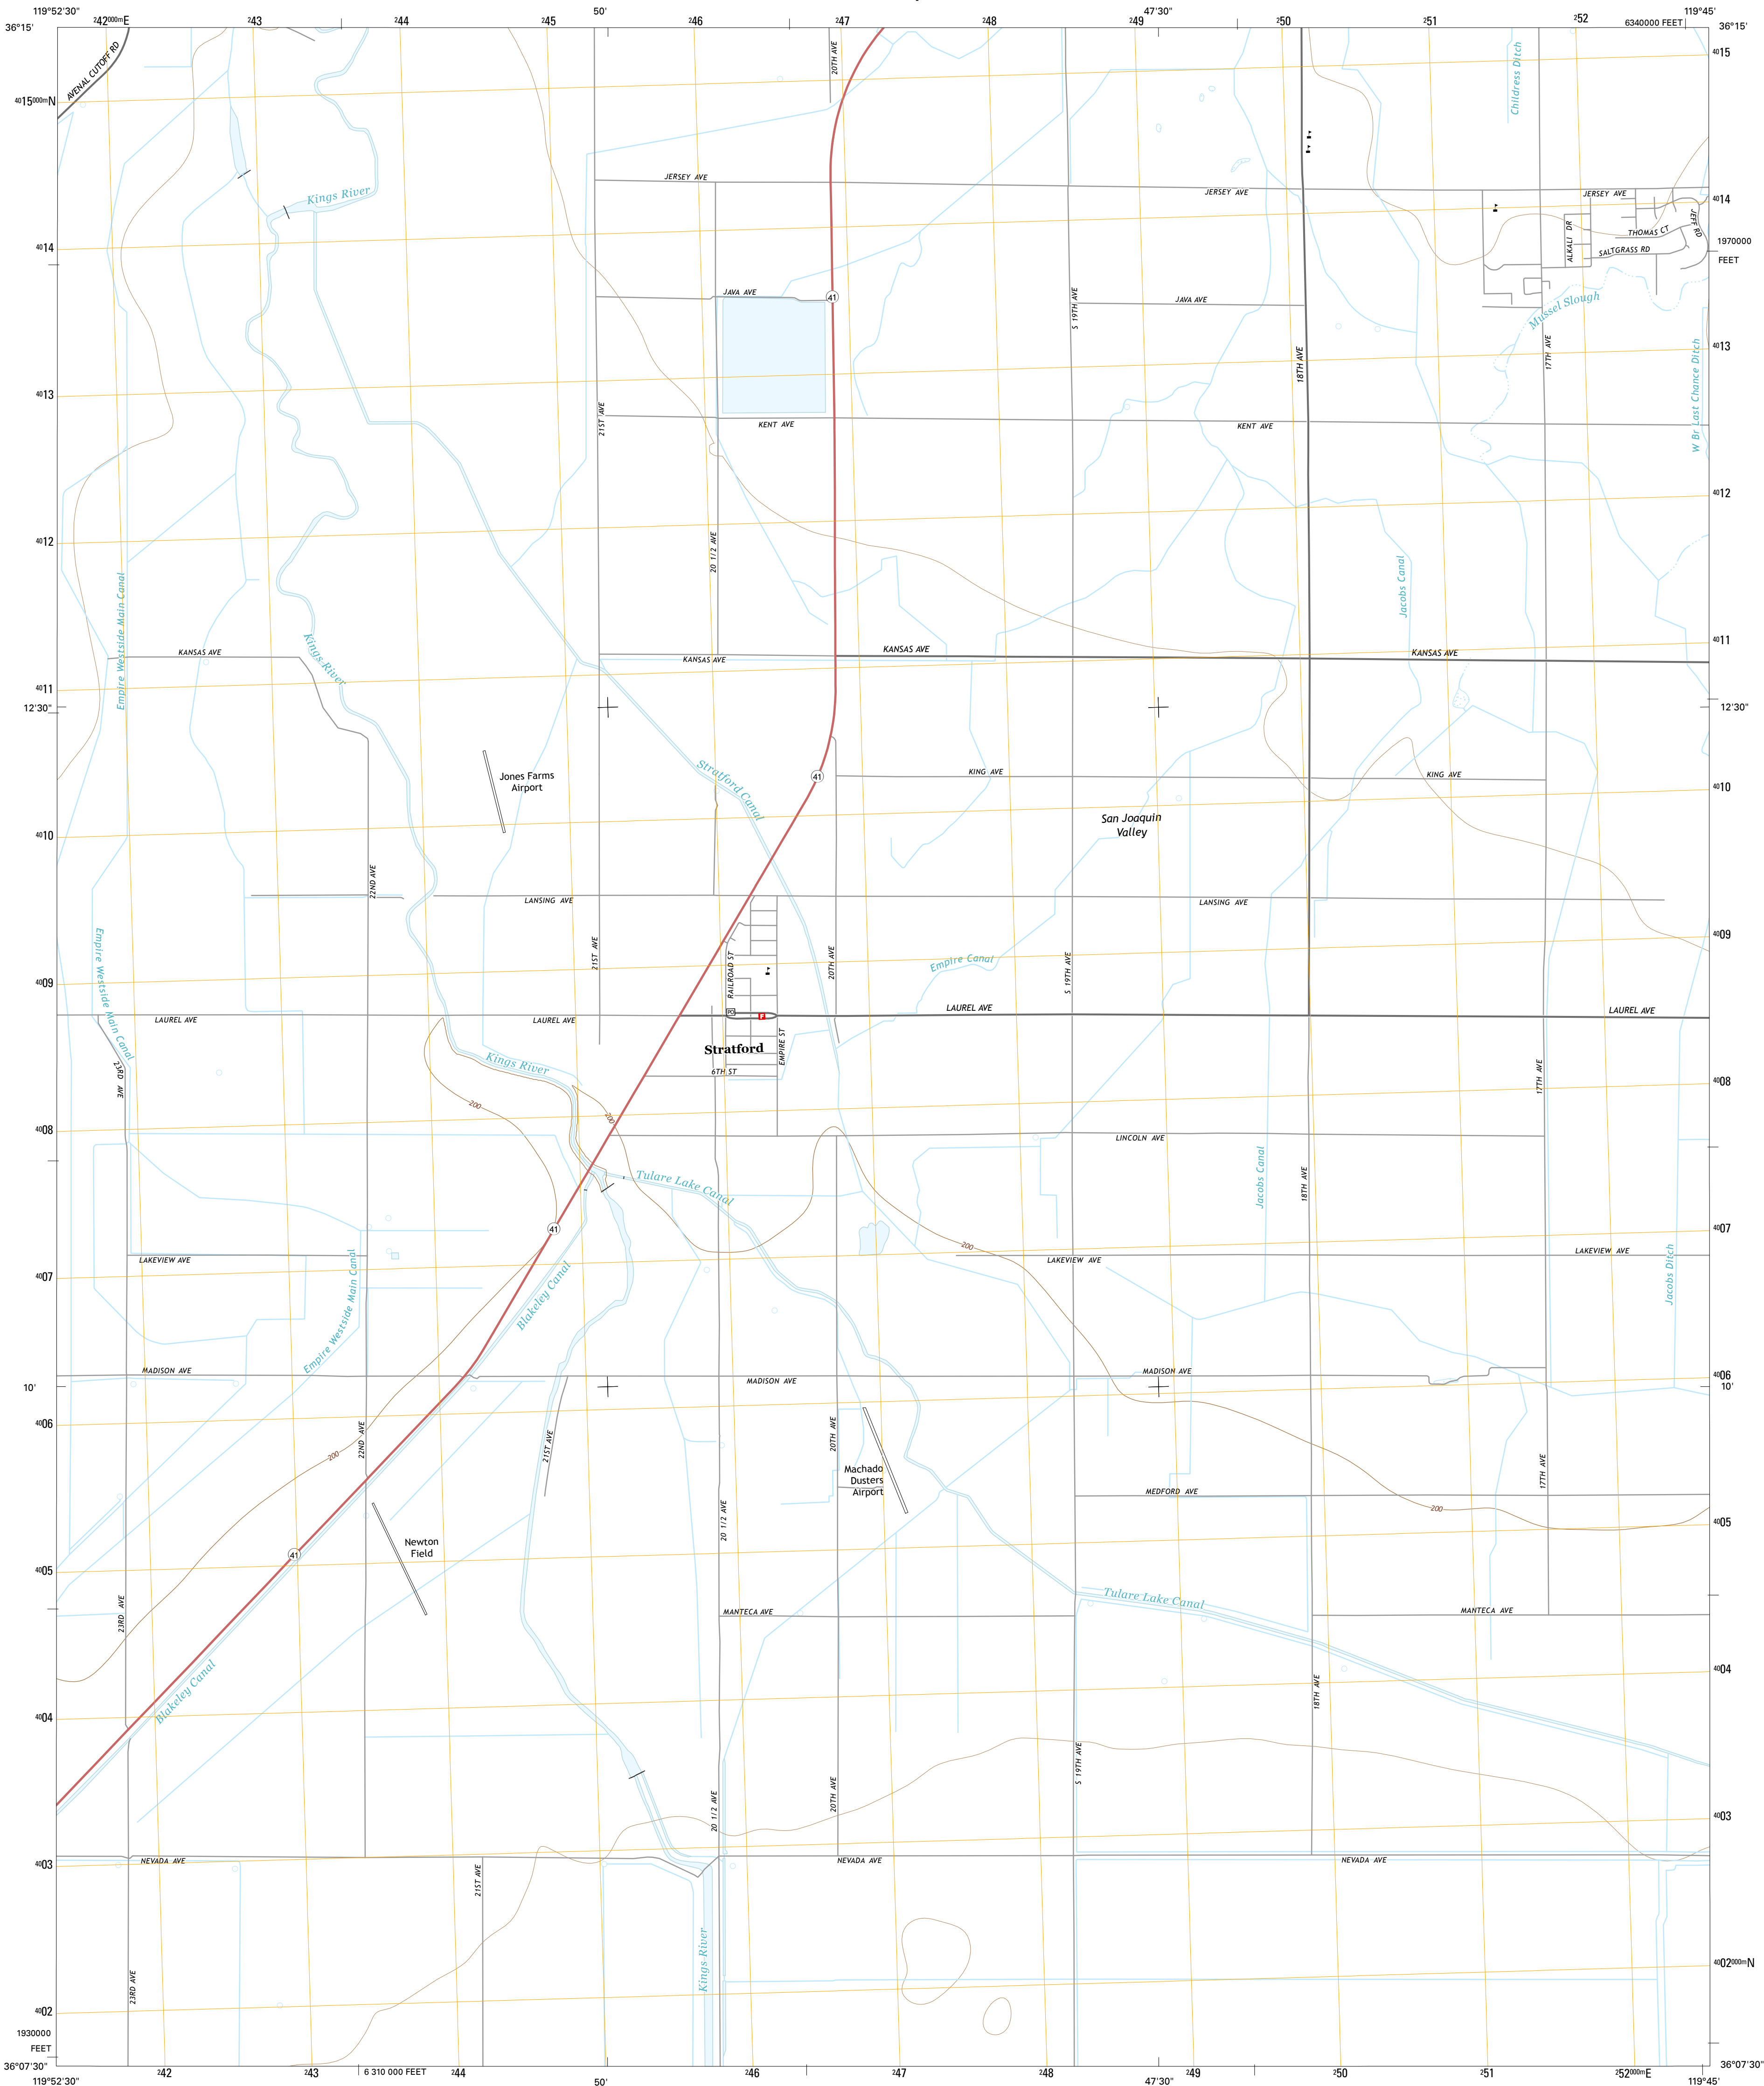 119°52'30"
242000mE
243
244
245
50'
246
247
248
47'30"
249
250
251
252
6340000 FEET
119°45'
36°15'
36°15'
AVENAL CUTOFF RD
20TH AVE
Childress Ditch
4015
4015000mN
Kings River
JERSEY AVE
JERSEY AVE
JERSEY AVE
4014
ALKALI DR
THOMAS CT
JEFF RD
SALTGRASS RD
1970000
FEET
4014
JAVA AVE
41
S 19TH AVE
JAVA AVE
Mussel Slough
4013
18TH AVE
17TH AVE
W Br Last Chance Ditch
4013
21ST AVE
KENT AVE
KENT AVE
4012
4012
20 1/2 AVE
Jacobs Canal
Empire Westside Main Canal
4011
KANSAS AVE
Kings River
KANSAS AVE
KANSAS AVE
KANSAS AVE
4011
12'30"
12'30"
Jones Farms
Airport
Stratford Canal
41
KING AVE
KING AVE
4010
San Joaquin
Valley
4010
22ND AVE
LANSING AVE
LANSING AVE
4009
Empire Westside Main Canal
21ST AVE
RAILROAD ST
20TH AVE
Empire Canal
S 19TH AVE
4009
LAUREL AVE
LAUREL AVE
PO
F
LAUREL AVE
LAUREL AVE
Stratford
EMPIRE ST
Kings River
6TH ST
23RD AVE
17TH AVE
4008
200
200
4008
LINCOLN AVE
Jacobs Canal
18TH AVE
Tulare Lake Canal
41
4007
200
LAKEVIEW AVE
LAKEVIEW AVE
LAKEVIEW AVE
4007
Empire Westside Main Canal
Blakeley Canal
Jacobs Ditch
MADISON AVE
MADISON AVE
MADISON AVE
4006
10'
10'
4006
22ND AVE
21ST AVE
20TH AVE
200
Machado
Dusters
Airport
17TH AVE
MEDFORD AVE
200
4005
20 1/2 AVE
Newton
Field
41
4005
Tulare Lake Canal
23RD AVE
MANTECA AVE
MANTECA AVE
4004
Blakeley Canal
18TH AVE
4004
S 19TH AVE
20 1/2 AVE
20TH AVE
4003
4003
NEVADA AVE
NEVADA AVE
NEVADA AVE
21ST AVE
Kings River
4002000mN
23RD AVE
4002
1930000
FEET
36°07'30"
36°07'30"
119°52'30"
242
243
6 310 000 FEET
244
50'
246
247
248
47'30"
249
250
251
252000mE
119°45'